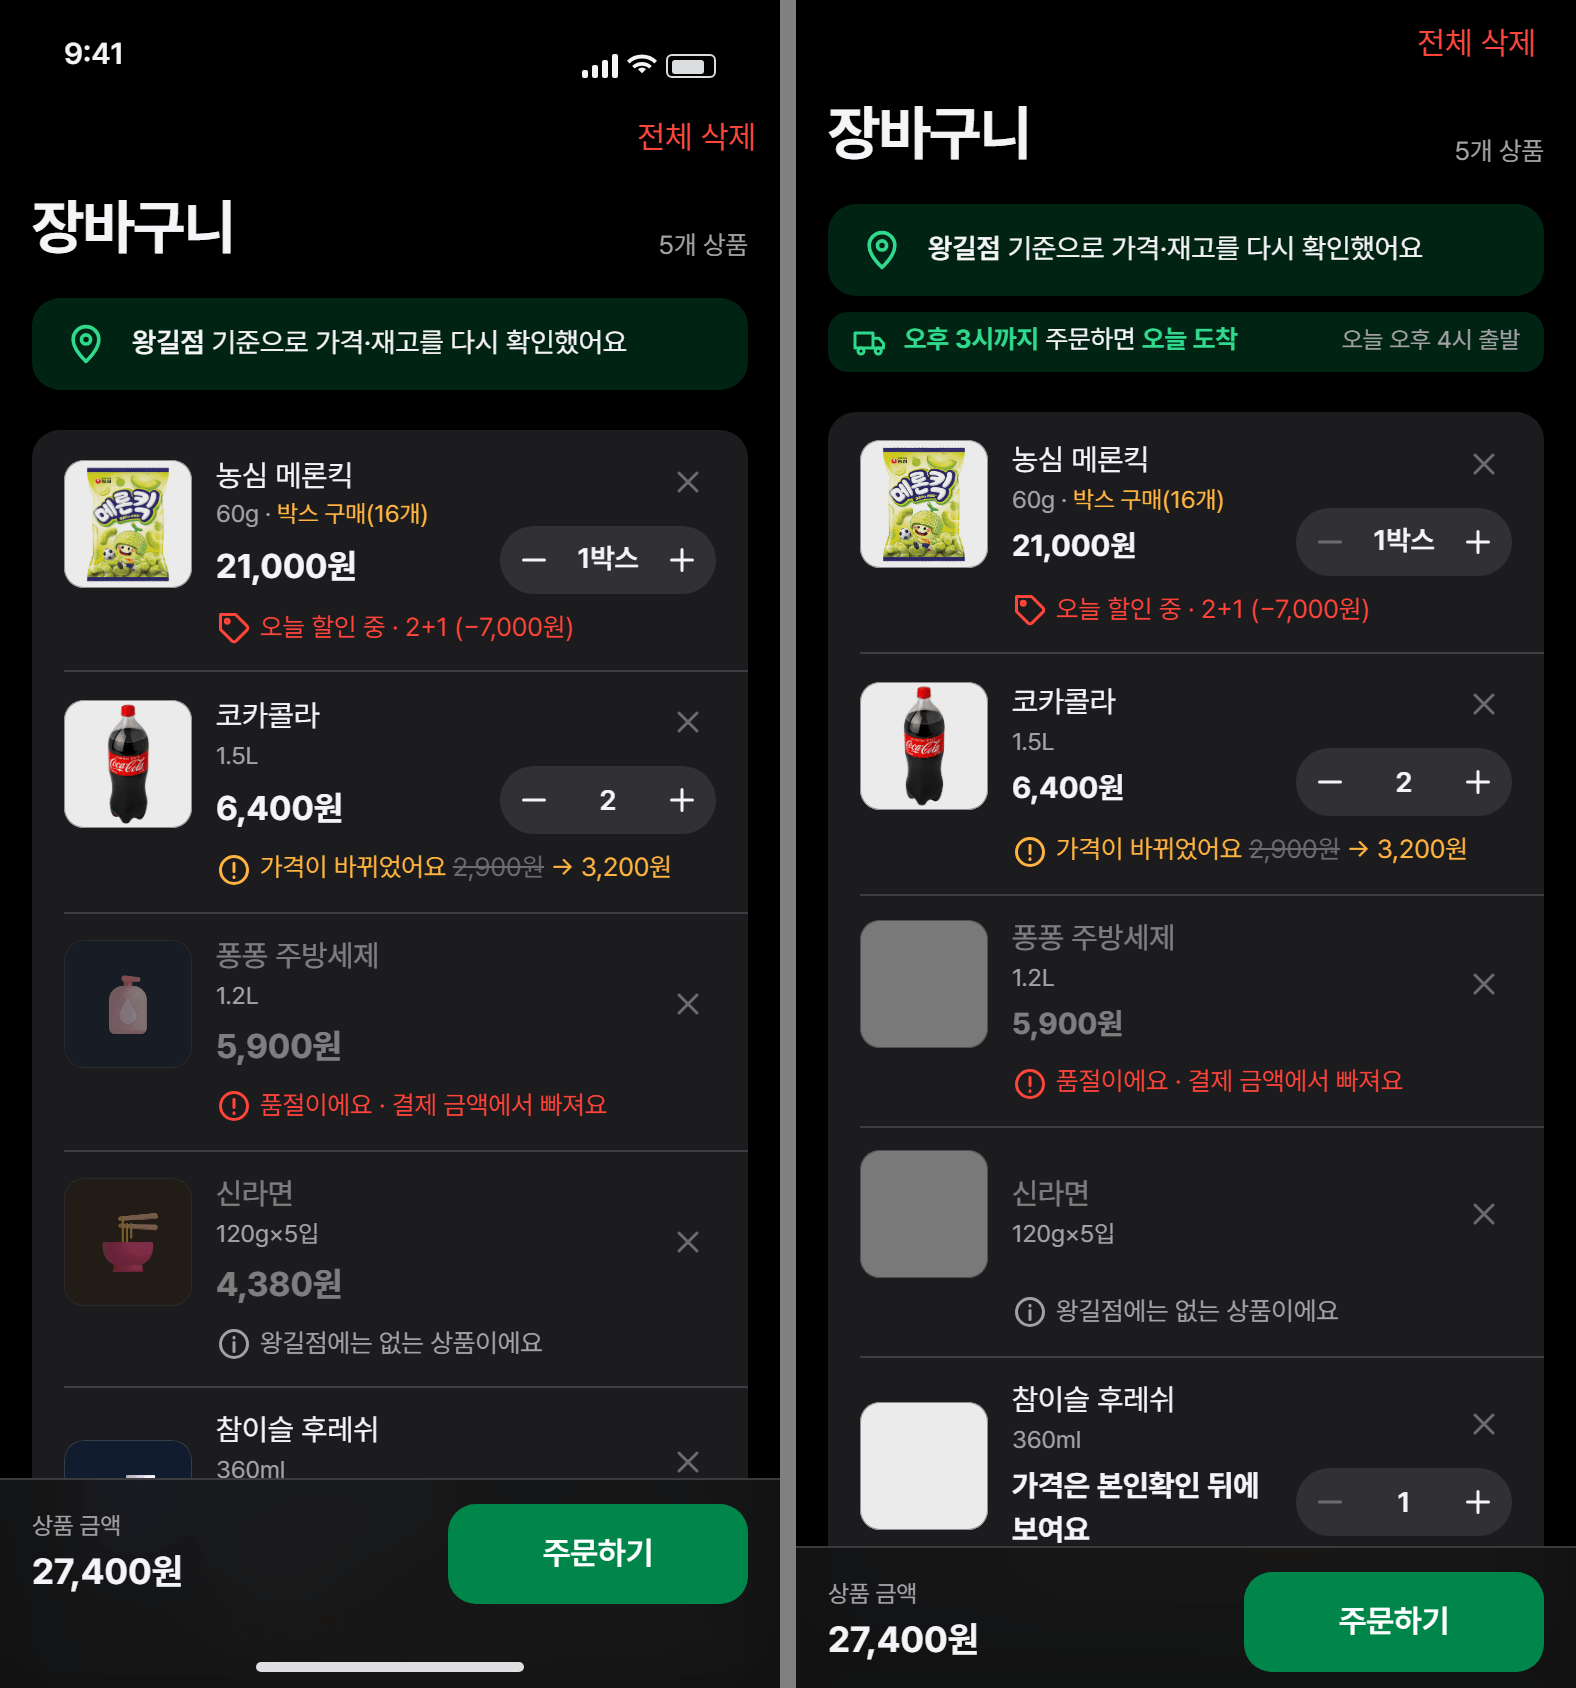 9:41
전체 삭제
장바구니
5개 상품
왕길점 기준으로 가격·재고를 다시 확인했어요
메론킥
농심 메론킥
60g · 박스 구매(16개)
21,000원
1박스
오늘 할인 중 · 2+1 (−7,000원)
Coca-Cola
코카콜라
1.5L
6,400원
2
가격이 바뀌었어요 2,900원 → 3,200원
퐁퐁 주방세제
1.2L
5,900원
품절이에요 · 결제 금액에서 빠져요
신라면
120g×5입
4,380원
왕길점에는 없는 상품이에요
참이슬 후레쉬
360ml
상품 금액
27,400원
주문하기
전체 삭제
장바구니
5개 상품
왕길점 기준으로 가격·재고를 다시 확인했어요
오후 3시까지 주문하면 오늘 도착
오늘 오후 4시 출발
메론킥
농심 메론킥
60g · 박스 구매(16개)
21,000원
1박스
오늘 할인 중 · 2+1 (−7,000원)
Coca-Cola
코카콜라
1.5L
6,400원
2
가격이 바뀌었어요 2,900원 → 3,200원
퐁퐁 주방세제
1.2L
5,900원
품절이에요 · 결제 금액에서 빠져요
신라면
120g×5입
왕길점에는 없는 상품이에요
참이슬 후레쉬
360ml
가격은 본인확인 뒤에
보여요
1
상품 금액
27,400원
주문하기